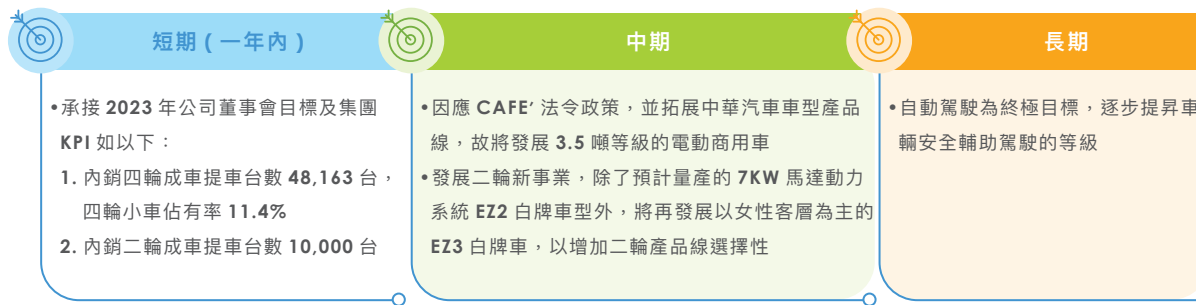 短期 ( 一年內 )
•承接 2023 年公司董事會目標及集團
KPI 如以下：
1. 內銷四輪成車提車台數 48,163 台，
四輪小車佔有率 11.4%
2. 內銷二輪成車提車台數 10,000 台
中期
•因應 CAFE’ 法令政策，並拓展中華汽車車型產品
線，故將發展 3.5 噸等級的電動商用車
•發展二輪新事業，除了預計量產的 7KW 馬達動力
系統 EZ2 白牌車型外，將再發展以女性客層為主的
EZ3 白牌車，以增加二輪產品線選擇性
長期
•自動駕駛為終極目標，逐步提昇車
輛安全輔助駕駛的等級